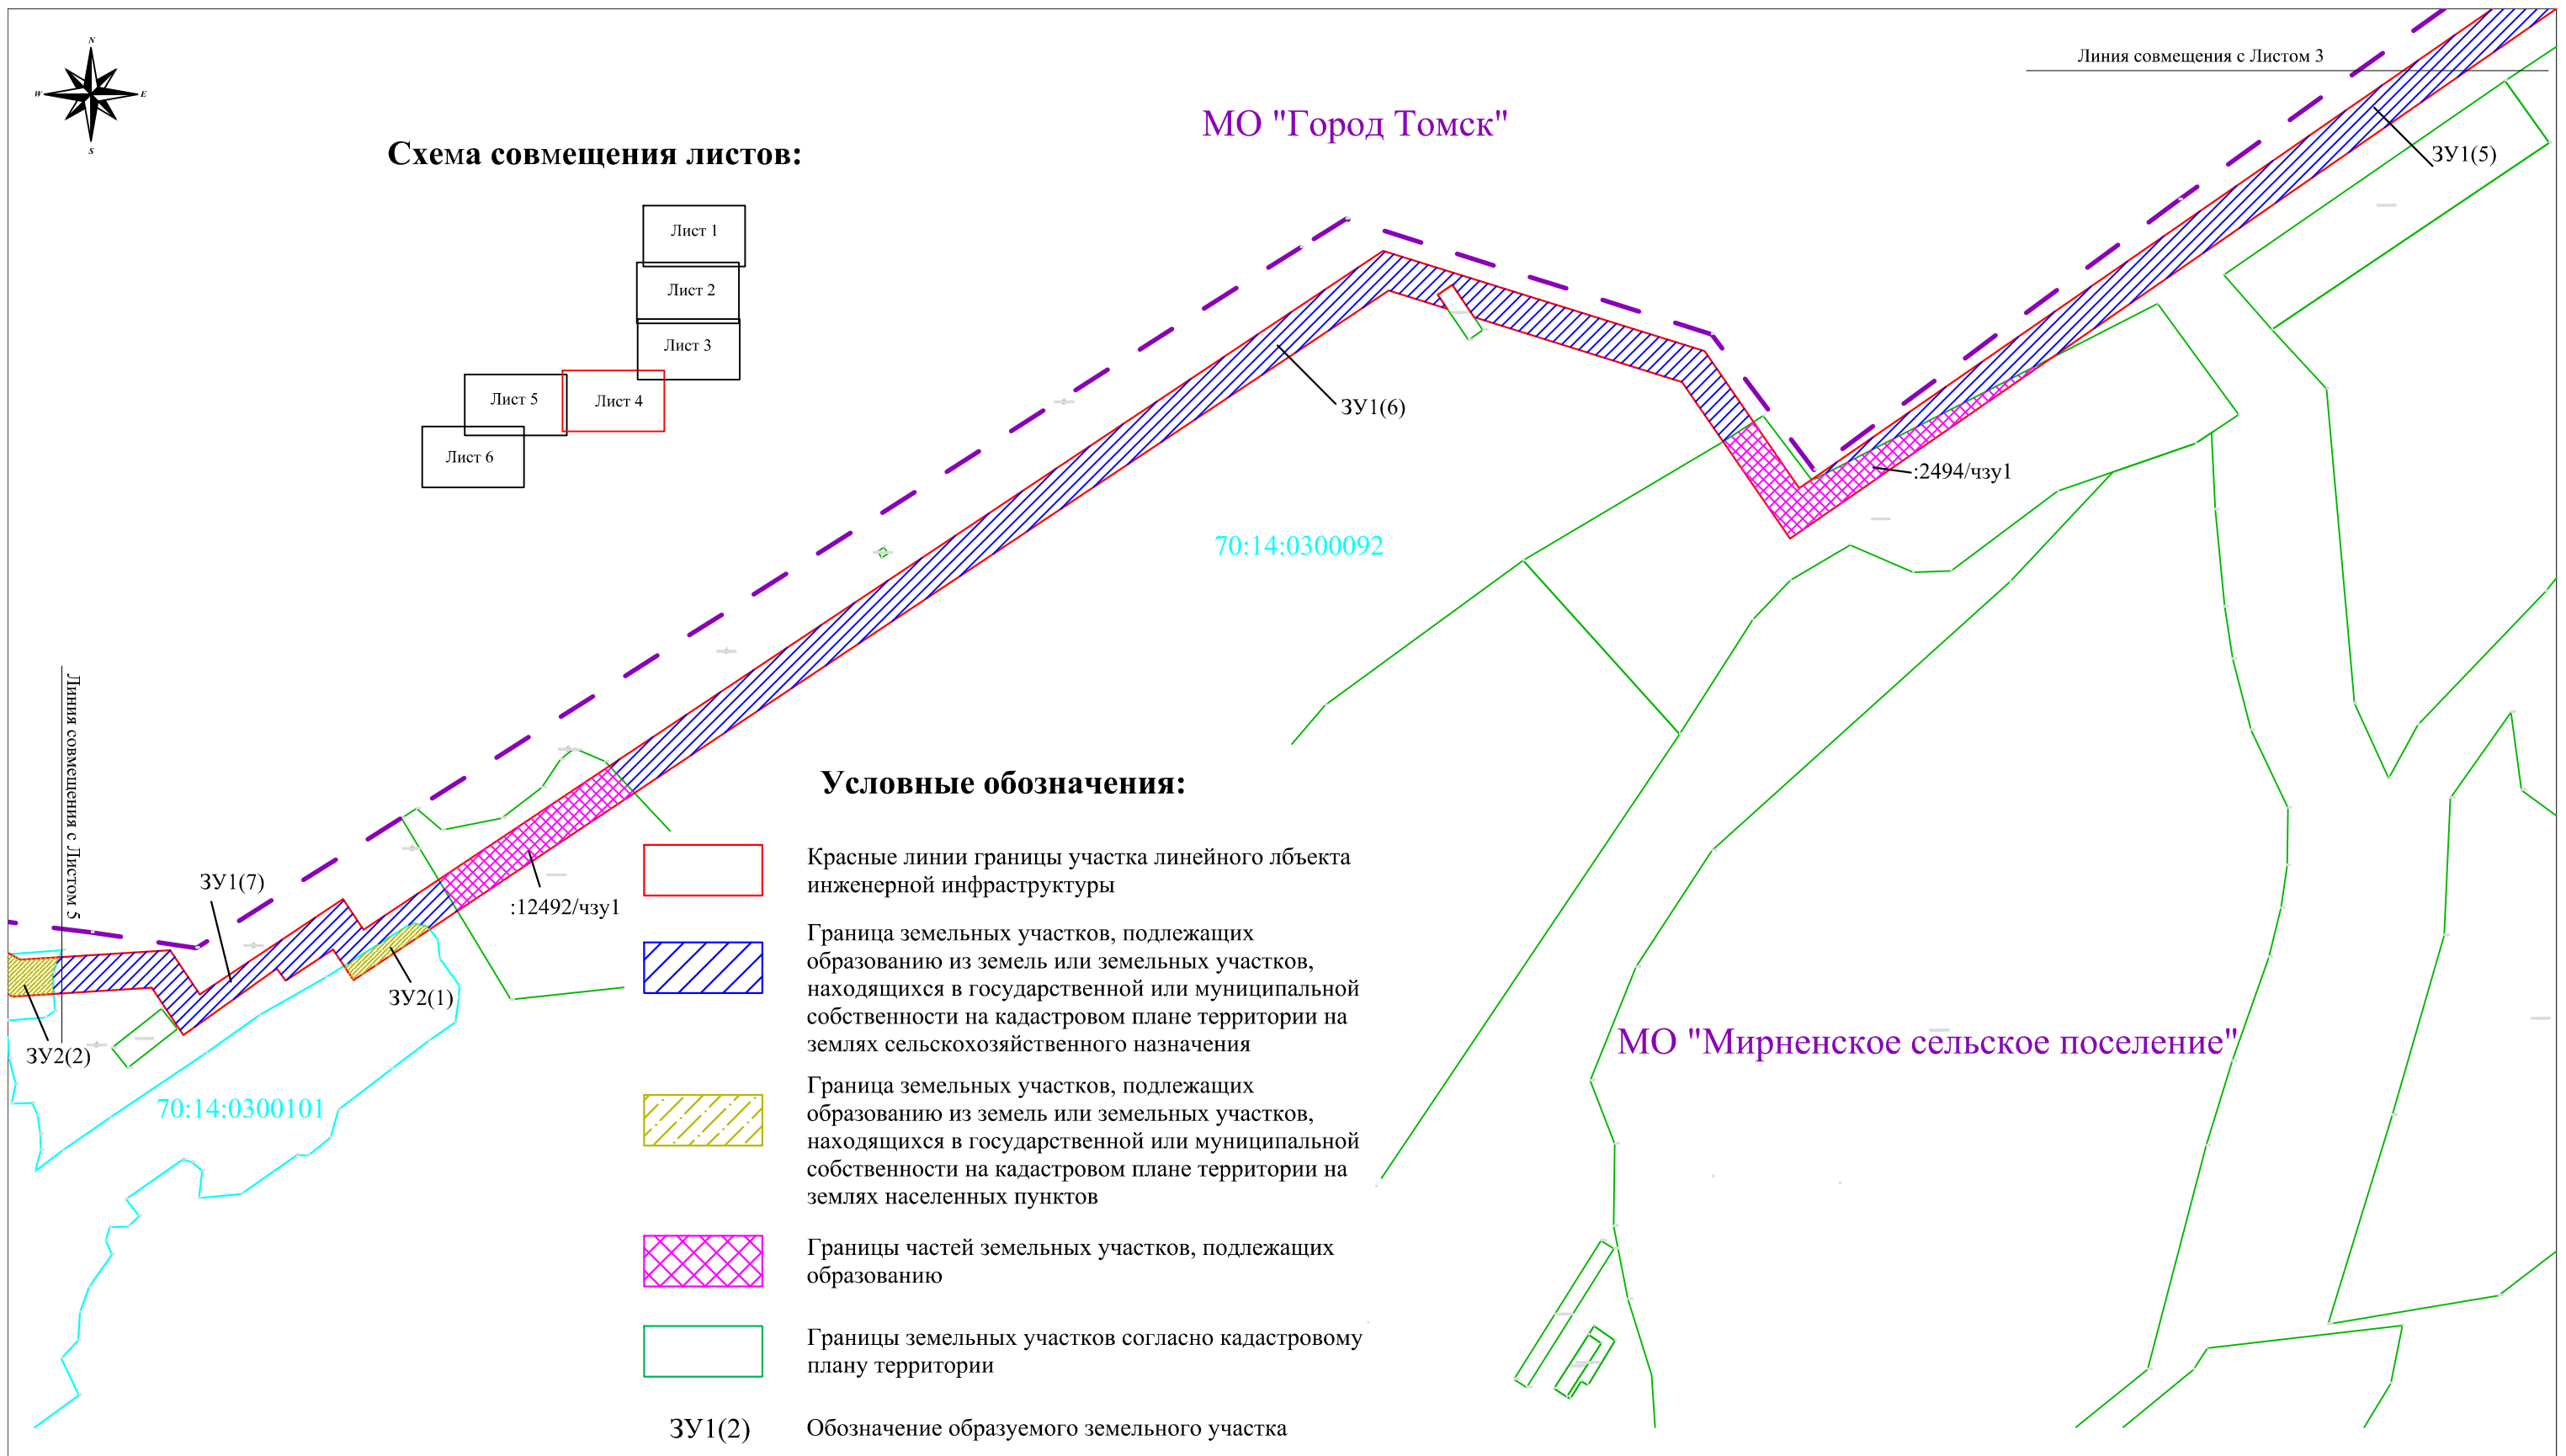 N
W
E
S
Линия совмещения с Листом 3
МО "Город Томск"
Схема совмещения листов:
ЗУ1(5)
Лист 1
Лист 2
Лист 3
Лист 5
Лист 4
Лист 6
ЗУ1(6)
:2494/чзу1
70:14:0300092
Линия совмещения с Листом 5
Условные обозначения:
Красные линии границы участка линейного лбъекта
инженерной инфраструктуры
ЗУ1(7)
:12492/чзу1
Граница земельных участков, подлежащих
образованию из земель или земельных участков,
находящихся в государственной или муниципальной
собственности на кадастровом плане территории на
землях сельскохозяйственного назначения
ЗУ2(1)
ЗУ2(2)
МО "Мирненское сельское поселение"
70:14:0300101
Граница земельных участков, подлежащих
образованию из земель или земельных участков,
находящихся в государственной или муниципальной
собственности на кадастровом плане территории на
землях населенных пунктов
Границы частей земельных участков, подлежащих
образованию
Границы земельных участков согласно кадастровому
плану территории
ЗУ1(2)
Обозначение образуемого земельного участка